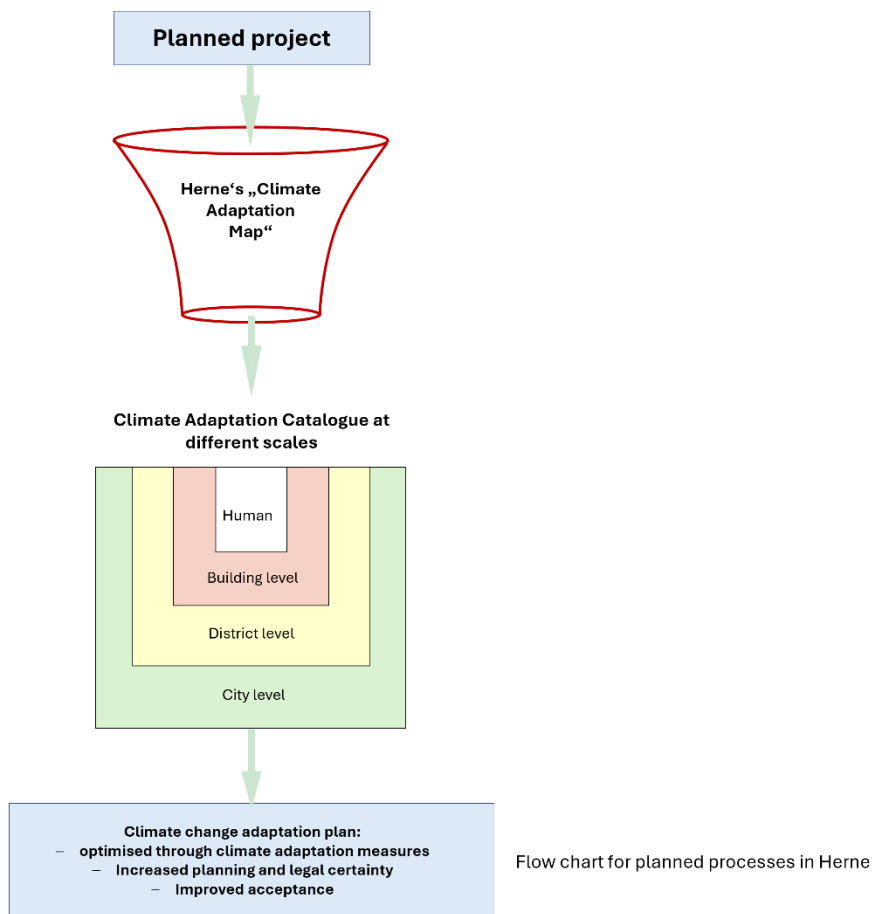 Planned project
Herne‘s „Climate
Adaptation
Map“
Climate Adaptation Catalogue at
different scales
Human
Building level
District level
City level
Climate change adaptation plan:
– optimised through climate adaptation measures
– Increased planning and legal certainty
– Improved acceptance
Flow chart for planned processes in Herne